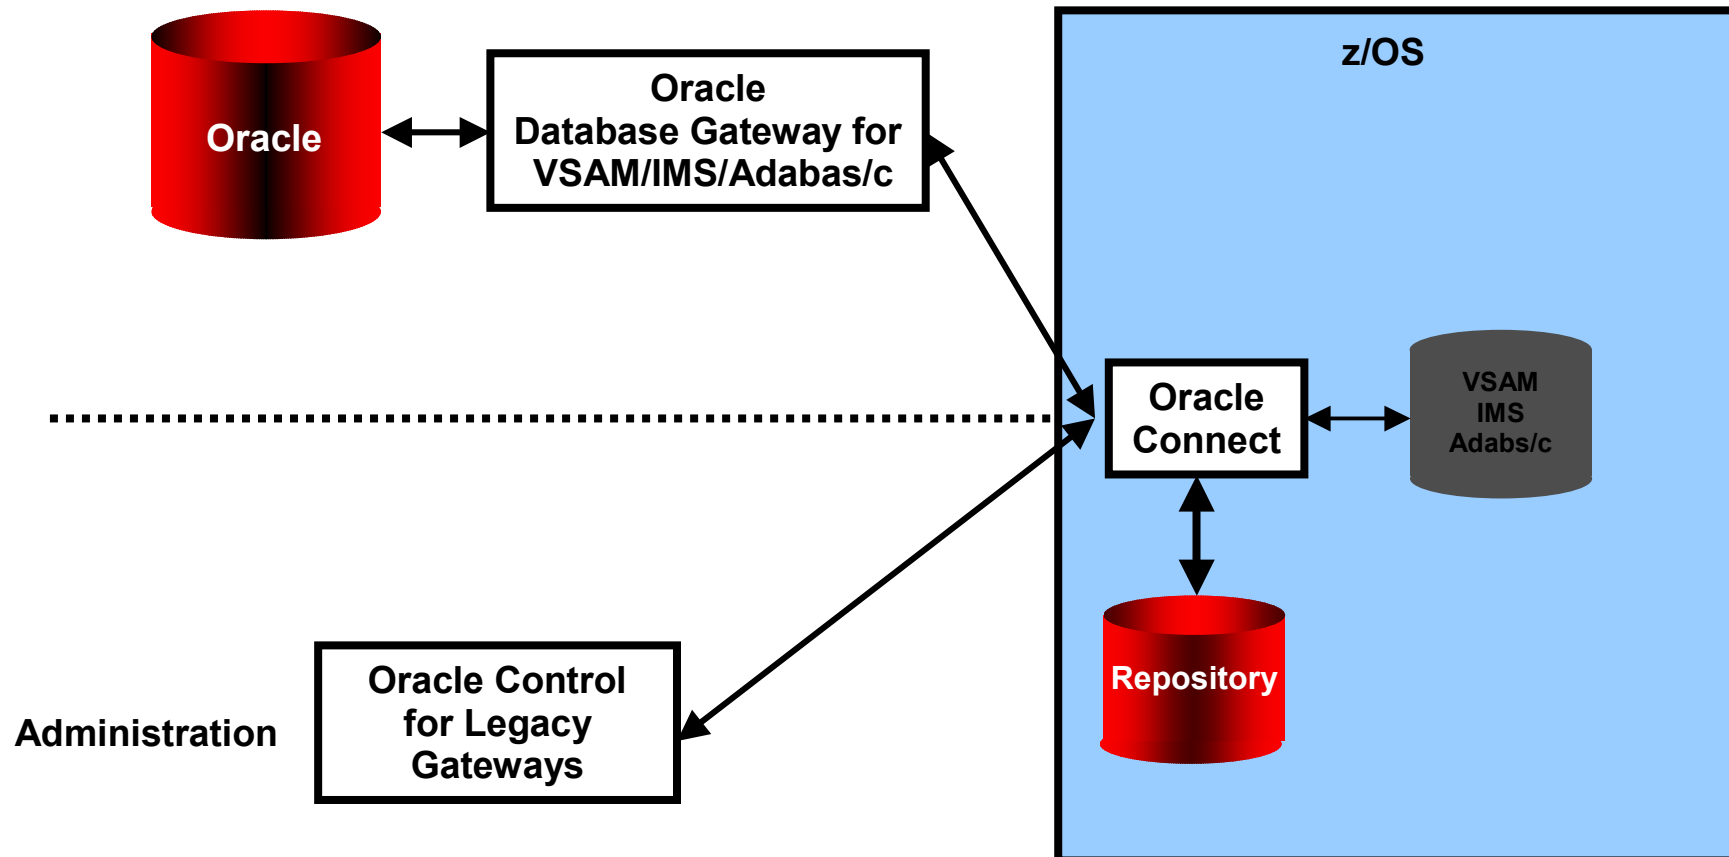 Oracle
Oracle
Database Gateway for
VSAM/IMS/Adabas/c
z/OS
Oracle
Connect
VSAM
IMS
Adabs/c
Repository
Administration
Oracle Control
for Legacy
Gateways